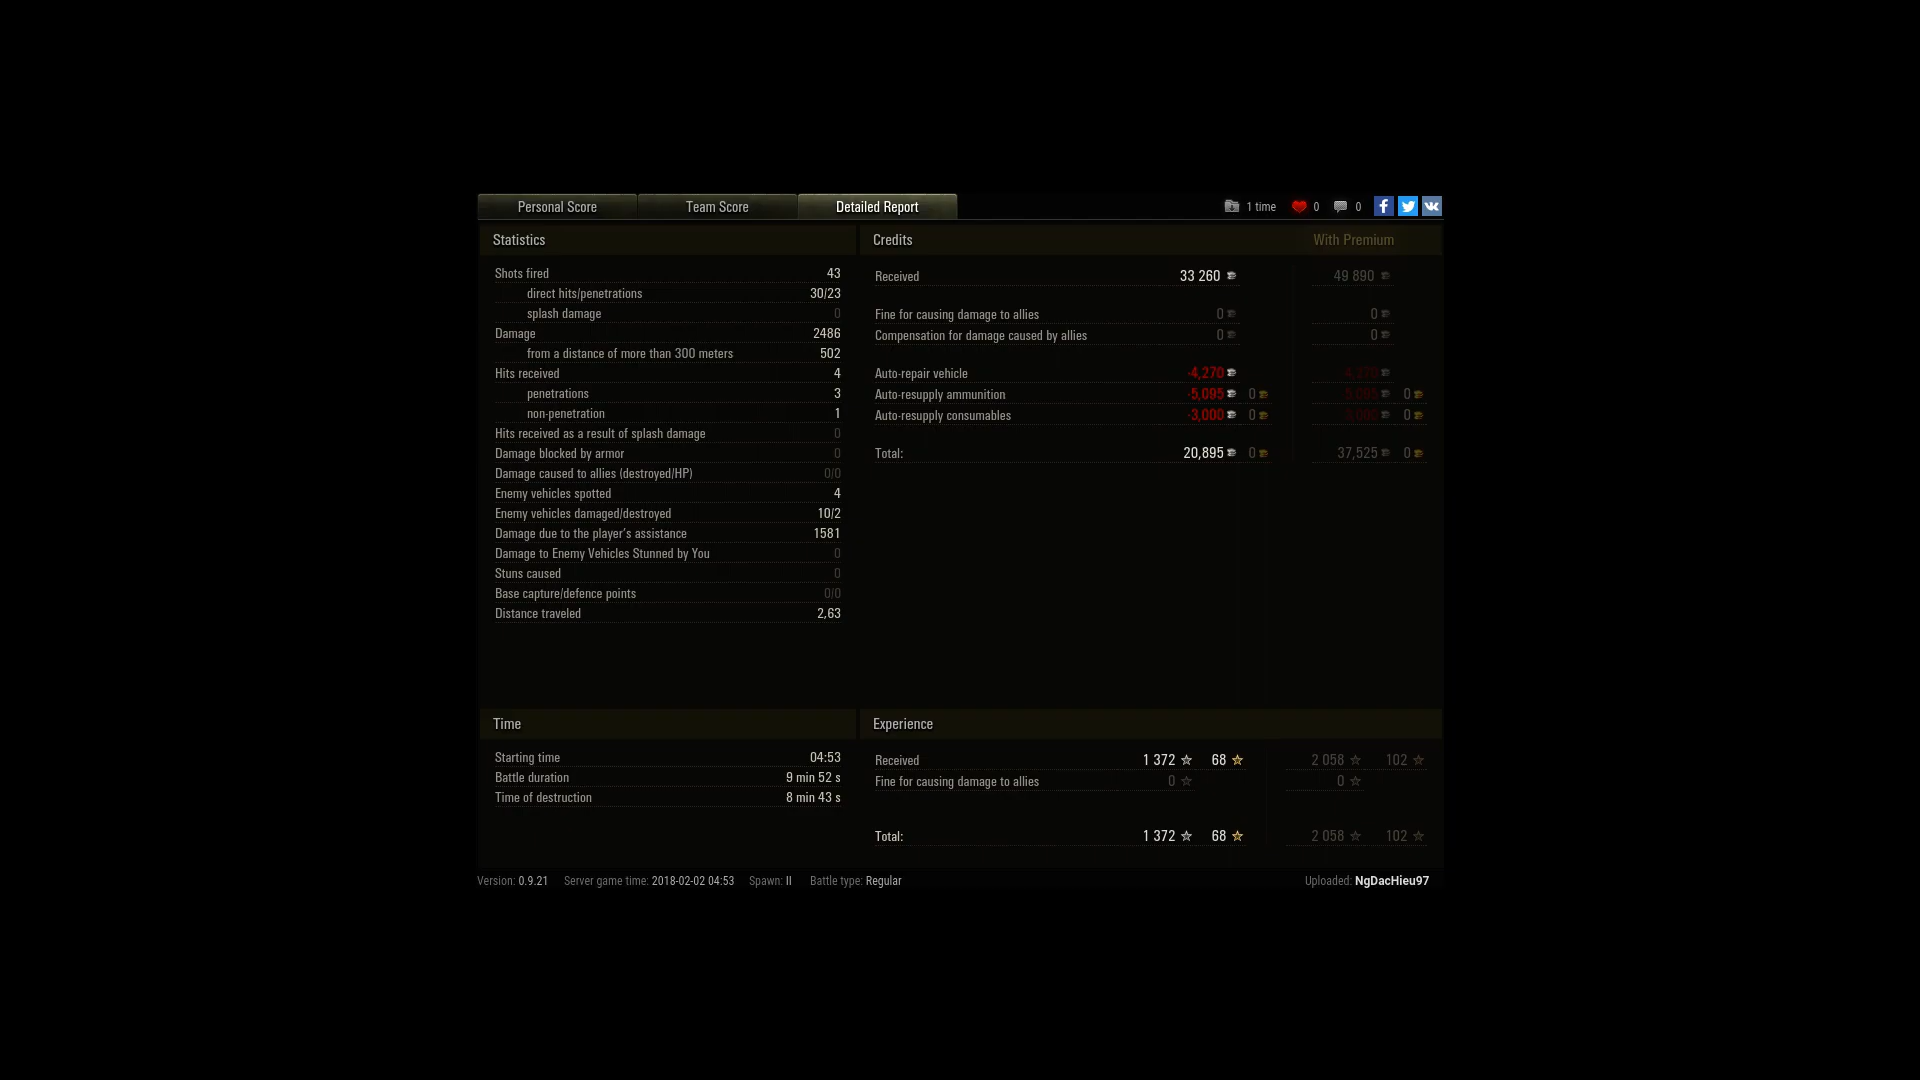 Personal Score Team Score Detailed Report 1 time 0 0
Statistics
Shots fired 43
direct hits/penetrations 30/23
splash damage 0
Damage 2486
from a distance of more than 300 meters 502
Hits received 4
penetrations 3
non-penetration 1
Hits received as a result of splash damage 0
Damage blocked by armor 0
Damage caused to allies (destroyed/HP) 0/0
Enemy vehicles spotted 4
Enemy vehicles damaged/destroyed 10/2
Damage due to the player's assistance 1581
Damage to Enemy Vehicles Stunned by You 0
Stuns caused 0
Base capture/defence points 0/0
Distance traveled 2,63
Credits With Premium
Received 33 260 49 890
Fine for causing damage to allies 0 0
Compensation for damage caused by allies 0 0
Auto-repair vehicle -4,270 -4,270
Auto-resupply ammunition -5,095 0 -5,095 0
Auto-resupply consumables -3,000 0 -3,000 0
Total: 20,895 0 37,525 0
Time
Starting time 04:53
Battle duration 9 min 52 s
Time of destruction 8 min 43 s
Experience
Received 1 372 68 2 058 102
Fine for causing damage to allies 0 0
Total: 1 372 68 2 058 102
Version: 0.9.21 Server game time: 2018-02-02 04:53 Spawn: II Battle type: Regular Uploaded: NgDacHieu97